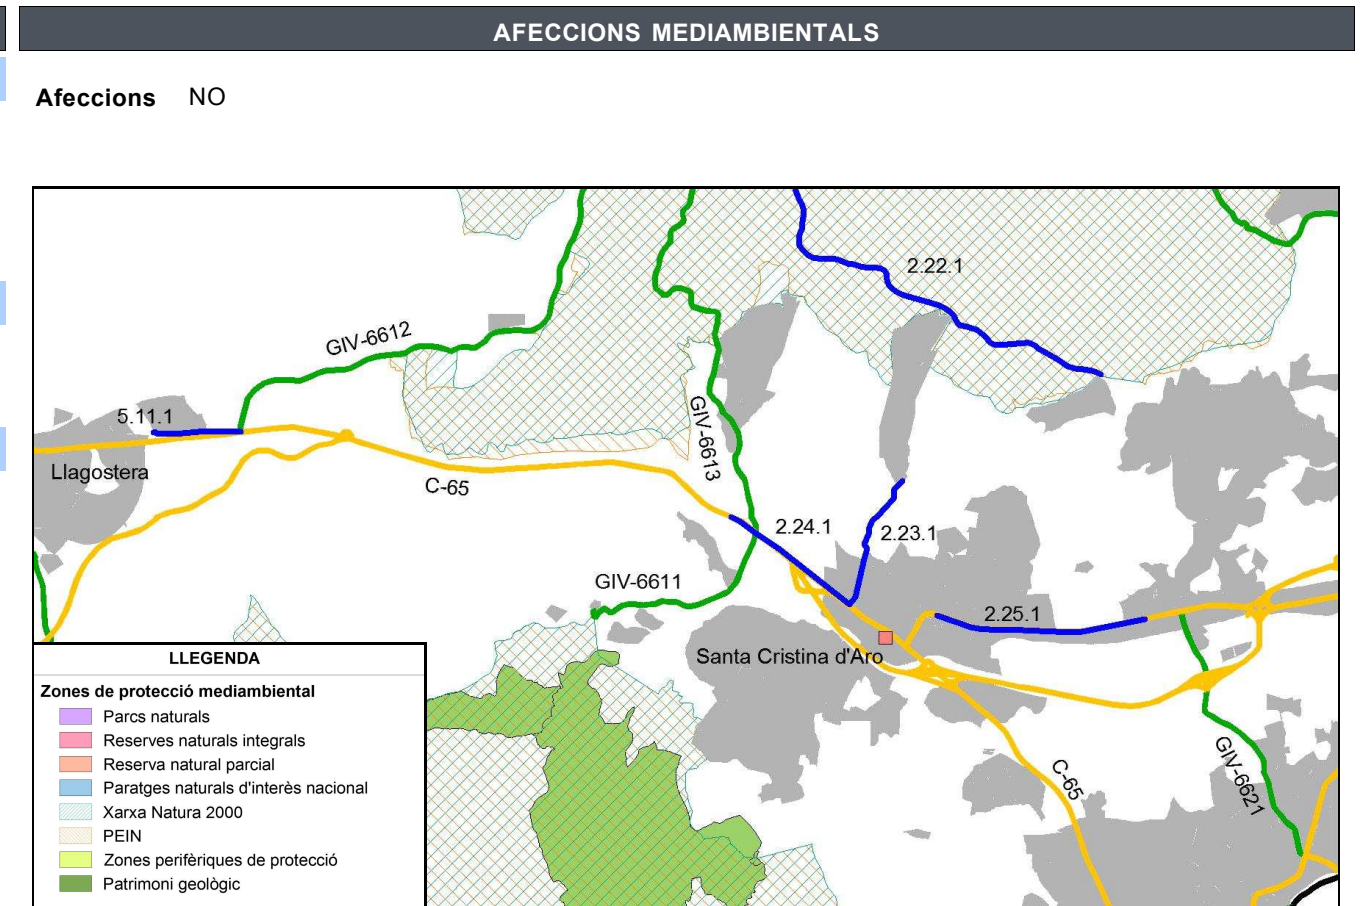 AFECCIONS MEDIAMBIENTALS
Afeccions NO
2.22.1
GIV-6612
5.11.1
GIV-6613
Llagostera
C-65
2.24.1
2.23.1
GIV-6611
2.25.1
Santa Cristina d'Aro
C-65
GIV-6621
LLEGENDA
Zones de protecció mediambiental
Parcs naturals
Reserves naturals integrals
Reserva natural parcial
Paratges naturals d'interès nacional
Xarxa Natura 2000
PEIN
Zones perifèriques de protecció
Patrimoni geològic